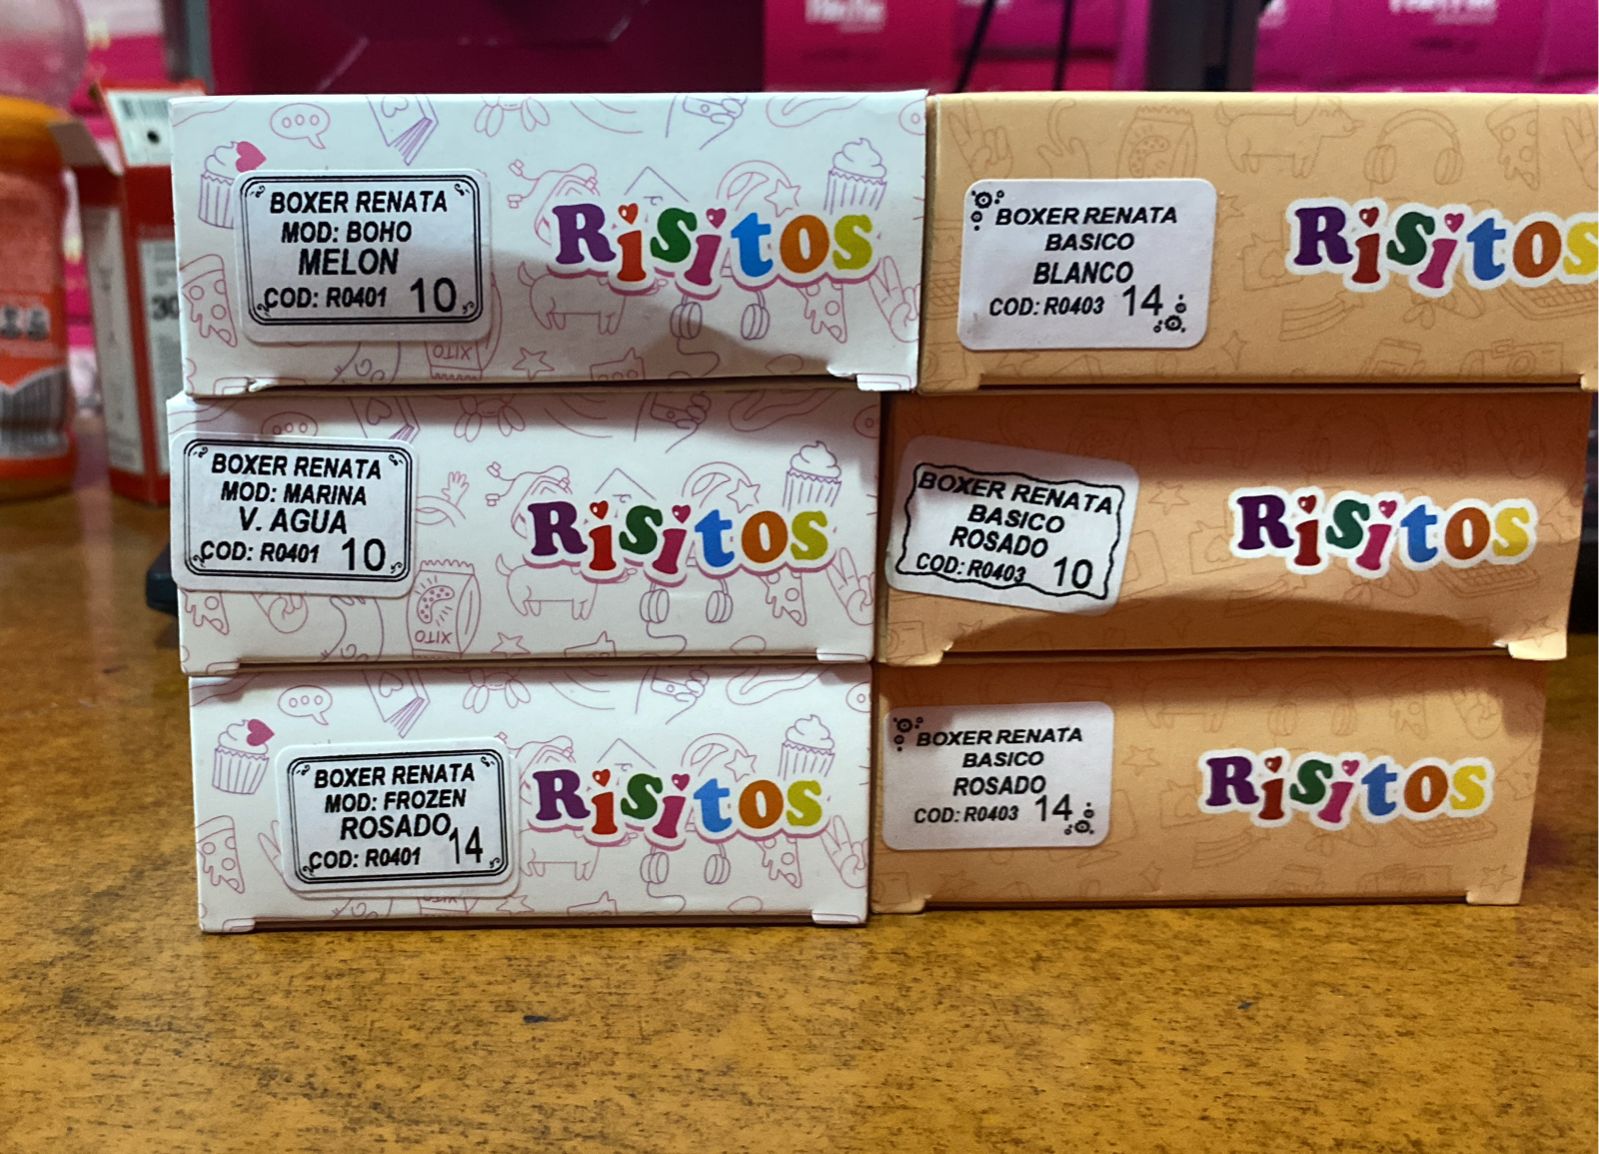 BOXER RENATA
MOD: BOHO
MELON
COD: R0401 10
Risitos
XITO
BOXER RENATA
BASICO
BLANCO
COD: R0403 14
Risitos
BOXER RENATA
MOD: MARINA
V. AGUA
COD: R0401 10
Risitos
XITO
BOXER RENATA
BASICO
ROSADO
COD: R0403 10
Risitos
BOXER RENATA
MOD: FROZEN
ROSADO
COD: R0401 14
Risitos
BOXER RENATA
BASICO
ROSADO
COD: R0403 14
Risitos